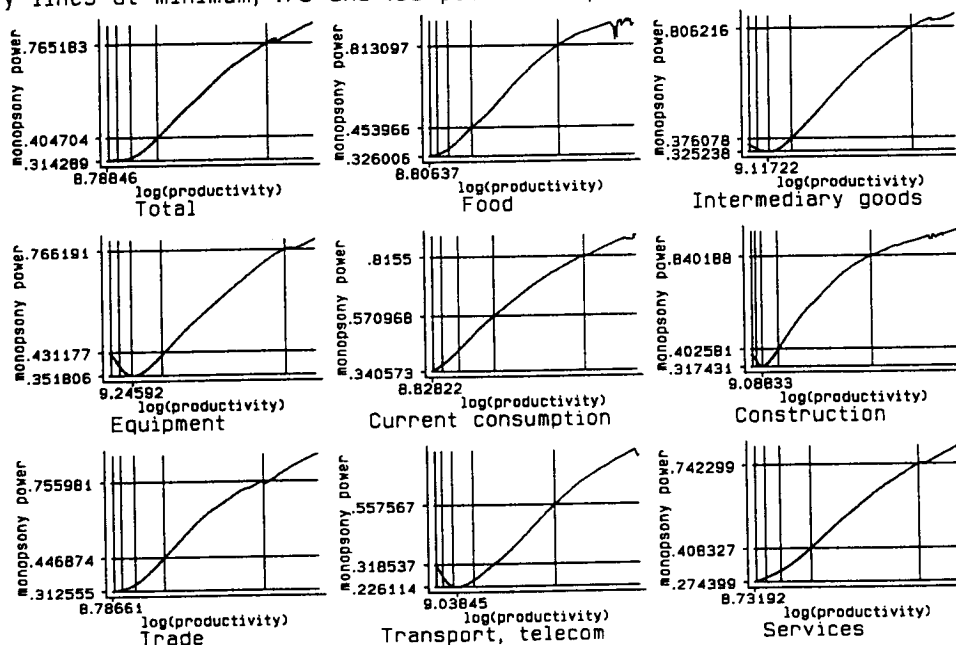 lines at minimum, and
monopsony power
.765183
.404704
.314289
8.78846
log(productivity)
Total
monopsony power
.813097
.453966
.326006
8.80637
log(productivity)
Food
monopsony power
.806216
.376078
.325238
9.11722
log(productivity)
Intermediary goods
monopsony power
.766191
.431177
.351806
9.24592
log(productivity)
Equipment
monopsony power
.8155
.570968
.340573
8.82822
log(productivity)
Current consumption
monopsony power
.840188
.402581
.317431
9.08833
log(productivity)
Construction
monopsony power
.755981
.446874
.312555
8.78661
log(productivity)
Trade
monopsony power
.557567
.318537
.226114
9.03845
log(productivity)
Transport, telecom
monopsony power
.742299
.408327
.274399
8.73192
log(productivity)
Services